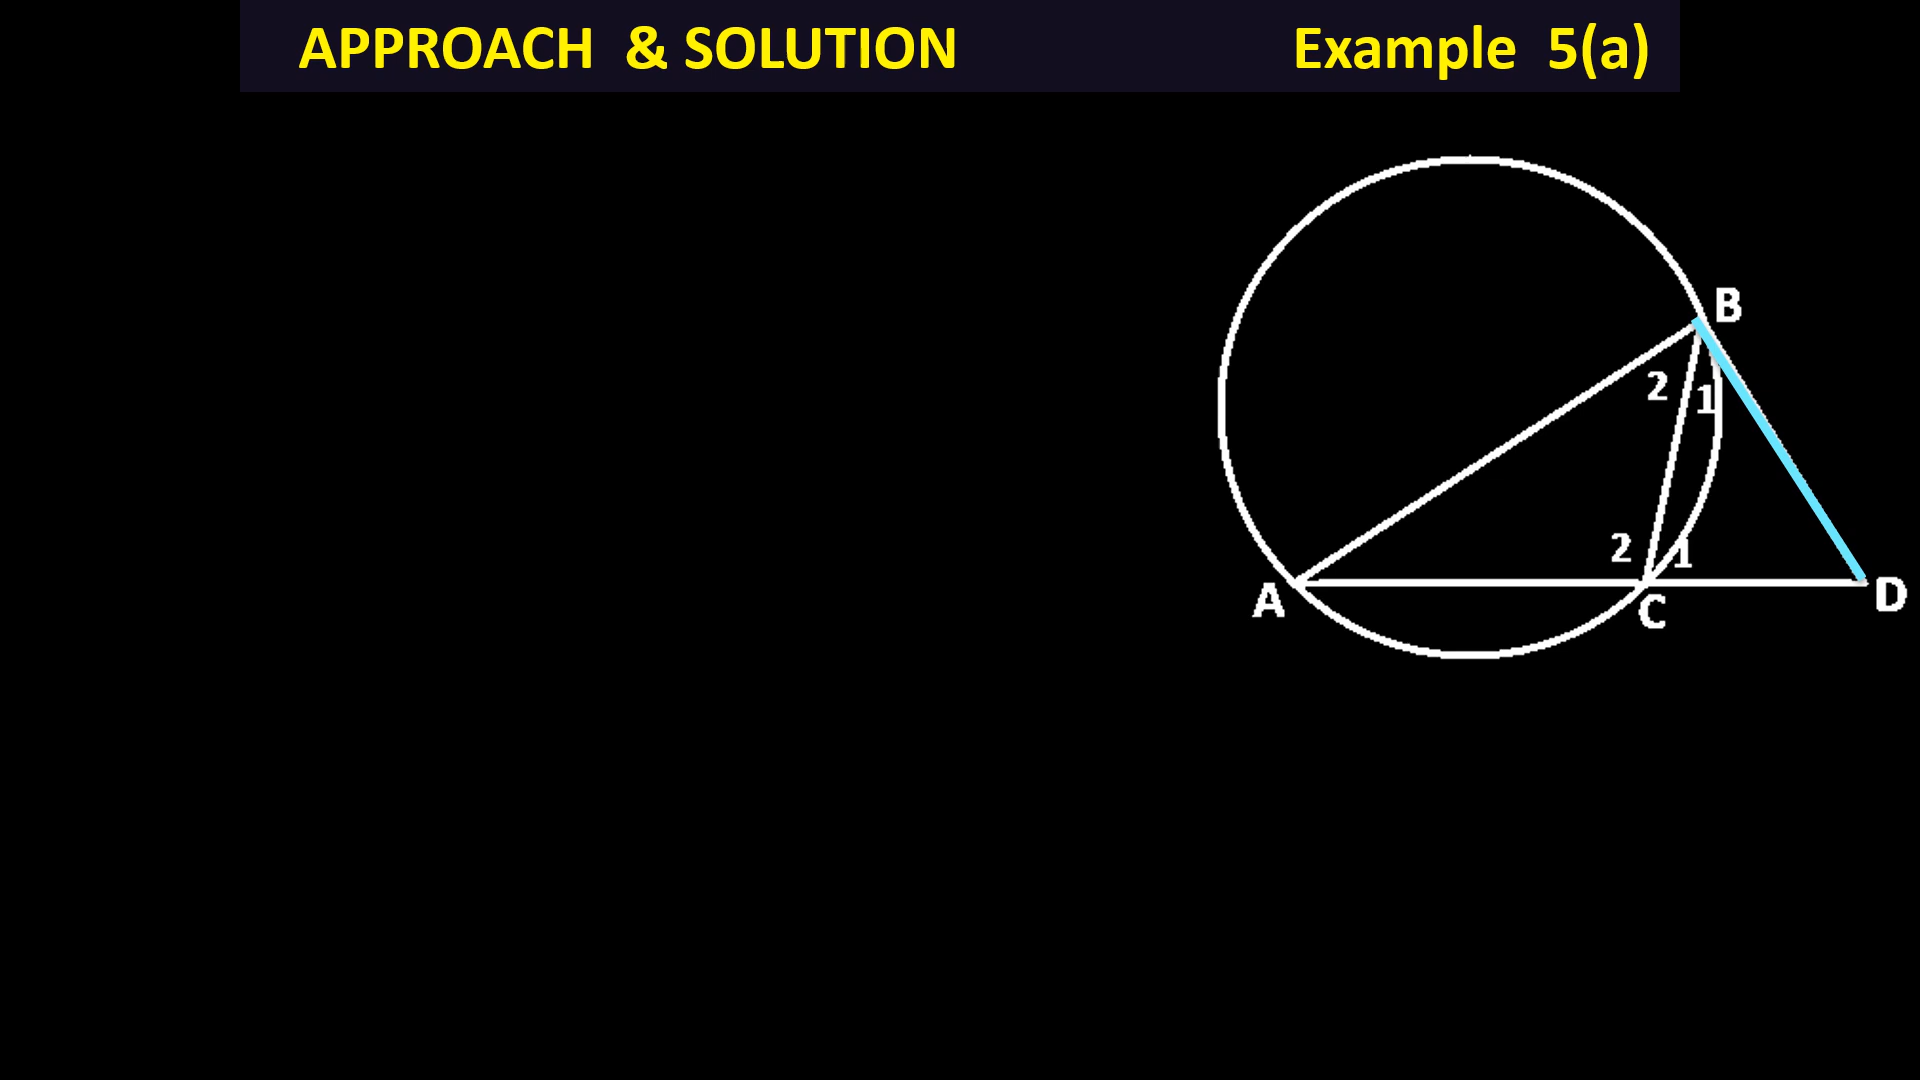 APPROACH & SOLUTION Example 5(a)
B
2 1
2 1
A C D